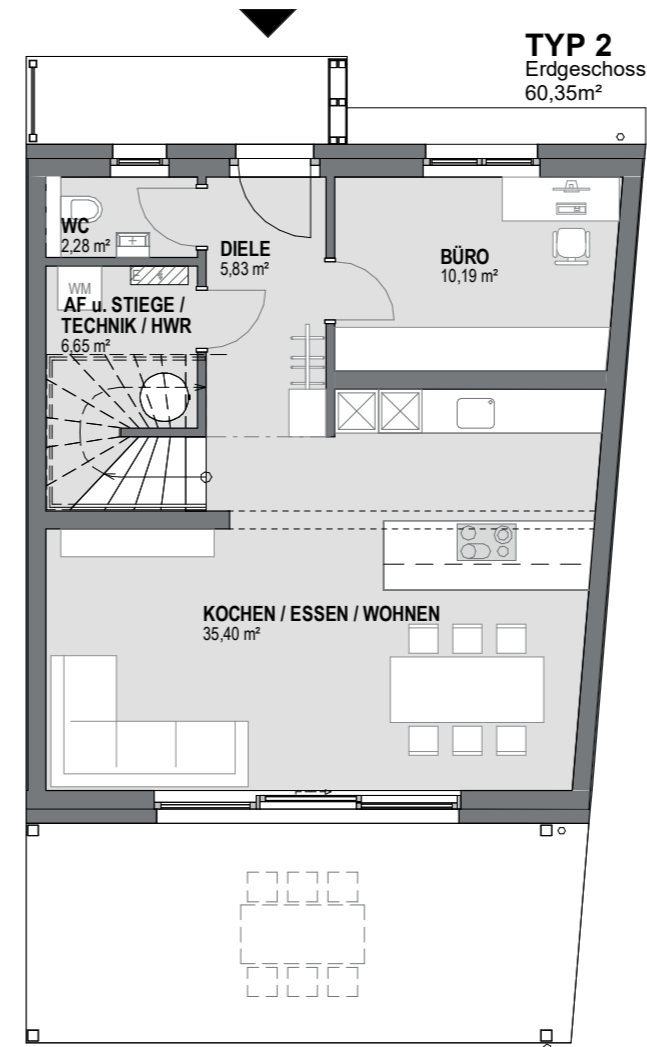 TYP 2
Erdgeschoss
60,35m²
WC
2,28 m²
DIELE
5,83 m²
BÜRO
10,19 m²
WM
E
AF u. STIEGE /
TECHNIK / HWR
6,65 m²
KOCHEN / ESSEN / WOHNEN
35,40 m²